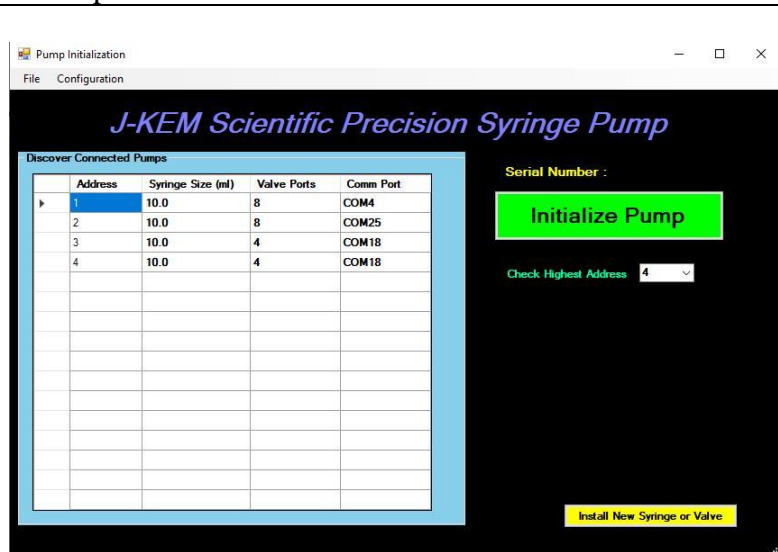 Pump Initialization
File Configuration
J-KEM Scientific Precision Syringe Pump
Discover Connected Pumps
Address Syringe Size (ml) Valve Ports Comm Port
1 10.0 8 COM4
2 10.0 8 COM25
3 10.0 4 COM18
4 10.0 4 COM18
Serial Number :
Initialize Pump
Check Highest Address 4
Install New Syringe or Valve